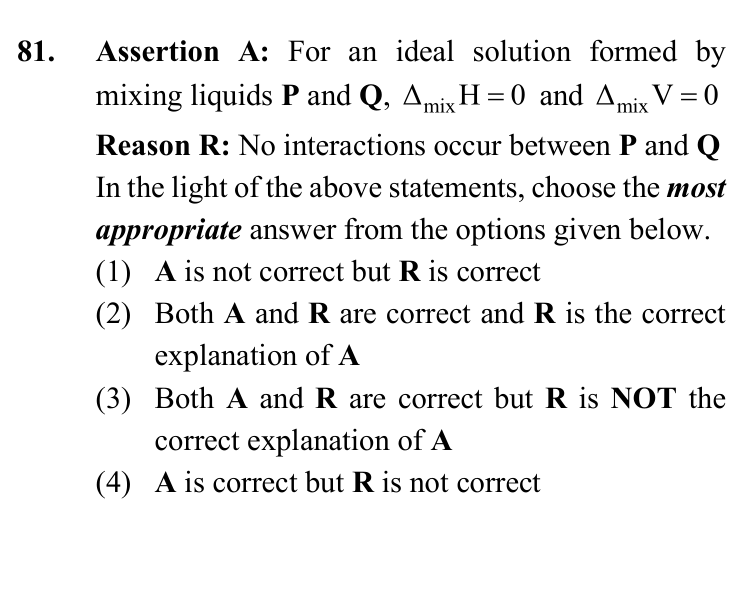 81. Assertion A: For an ideal solution formed by
mixing liquids P and Q, Δ_mix H = 0 and Δ_mix V = 0
Reason R: No interactions occur between P and Q
In the light of the above statements, choose the most
appropriate answer from the options given below.
(1) A is not correct but R is correct
(2) Both A and R are correct and R is the correct
explanation of A
(3) Both A and R are correct but R is NOT the
correct explanation of A
(4) A is correct but R is not correct